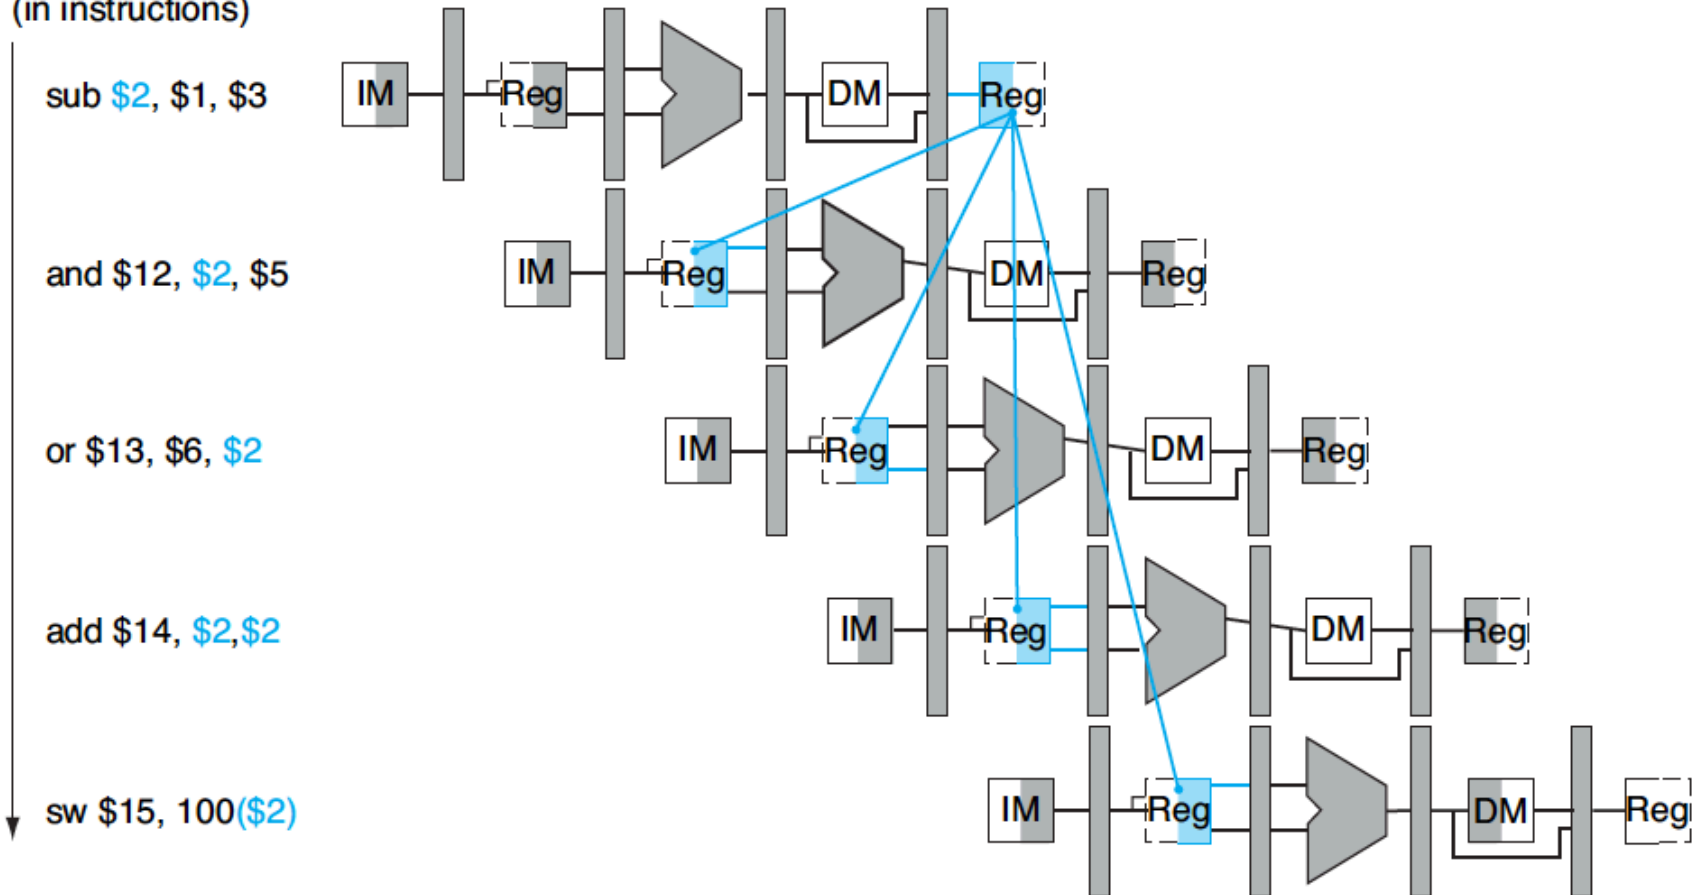 (in instructions)
sub $2, $1, $3
IM Reg DM Reg
and $12, $2, $5
IM Reg DM Reg
or $13, $6, $2
IM Reg DM Reg
add $14, $2,$2
IM Reg DM Reg
sw $15, 100($2)
IM Reg DM Reg